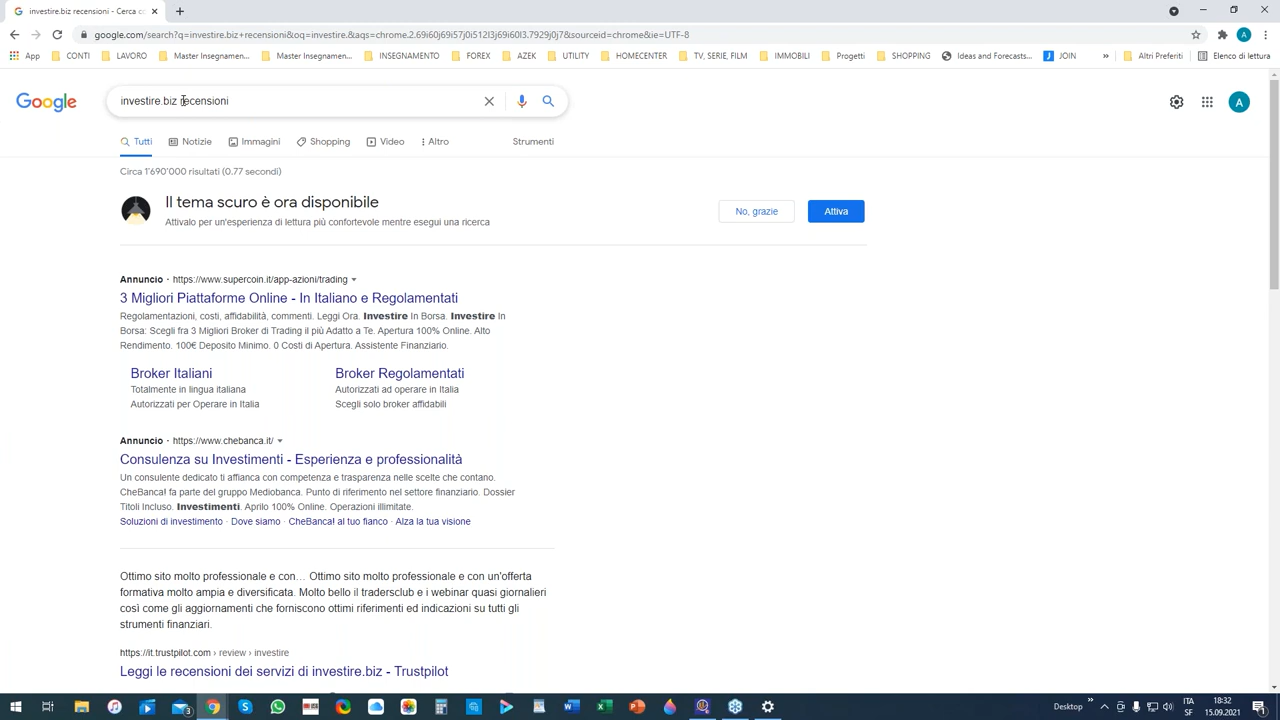 investire.biz recensioni - Cerca c
google.com/search?q=investire.biz+recensioni&oq=investire.biz&aqs=chrome.2.69i60j69i57j0i512l3j69i60l3.7929j0j7&sourceid=chrome&ie=UTF-8
App CONTI LAVORO Master Insegnamen... Master Insegnamen... INSEGNAMENTO FOREX AZEK UTILITY HOMECENTER TV, SERIE, FILM IMMOBILI Progetti SHOPPING Ideas and Forecasts... JOIN » Altri Preferiti Elenco di lettura
Google
investire.biz recensioni
A
Tutti Notizie Immagini Shopping Video Altro Strumenti
Circa 1'690'000 risultati (0.77 secondi)
Il tema scuro è ora disponibile
Attivalo per un'esperienza di lettura più confortevole mentre esegui una ricerca
No, grazie Attiva
Annuncio · https://www.supercoin.it/app-azioni/trading
3 Migliori Piattaforme Online - In Italiano e Regolamentati
Regolamentazioni, costi, affidabilità, commenti. Leggi Ora. Investire In Borsa. Investire In
Borsa: Scegli fra 3 Migliori Broker di Trading il più Adatto a Te. Apertura 100% Online. Alto
Rendimento. 100€ Deposito Minimo. 0 Costi di Apertura. Assistente Finanziario.
Broker Italiani Broker Regolamentati
Totalmente in lingua italiana Autorizzati ad operare in Italia
Autorizzati per Operare in Italia Scegli solo broker affidabili
Annuncio · https://www.chebanca.it/
Consulenza su Investimenti - Esperienza e professionalità
Un consulente dedicato ti affianca con competenza e trasparenza nelle scelte che contano.
CheBanca! fa parte del gruppo Mediobanca. Punto di riferimento nel settore finanziario. Dossier
Titoli Incluso. Investimenti. Aprilo 100% Online. Operazioni illimitate.
Soluzioni di investimento · Dove siamo · CheBanca! al tuo fianco · Alza la tua visione
Ottimo sito molto professionale e con… Ottimo sito molto professionale e con un'offerta
formativa molto ampia e diversificata. Molto bello il tradersclub e i webinar quasi giornalieri
così come gli aggiornamenti che forniscono ottimi riferimenti ed indicazioni su tutti gli
strumenti finanziari.
https://it.trustpilot.com › review › investire
Leggi le recensioni dei servizi di investire.biz - Trustpilot
Desktop » ITA 18:32
SF 15.09.2021